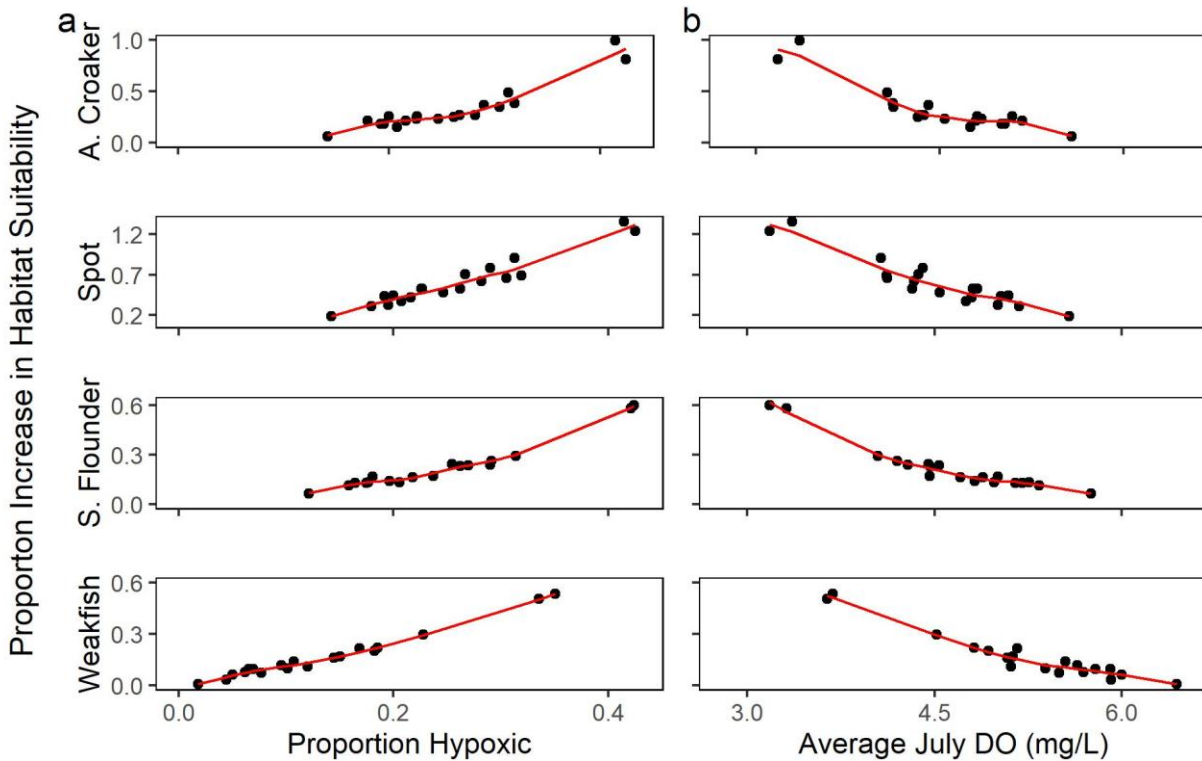 a
b
Proporton Increase in Habitat Suitability
A. Croaker
1.0
0.5
0.0
Spot
1.2
0.7
0.2
S. Flounder
0.6
0.3
0.0
Weakfish
0.6
0.3
0.0
0.0 0.2 0.4
Proportion Hypoxic
3.0 4.5 6.0
Average July DO (mg/L)